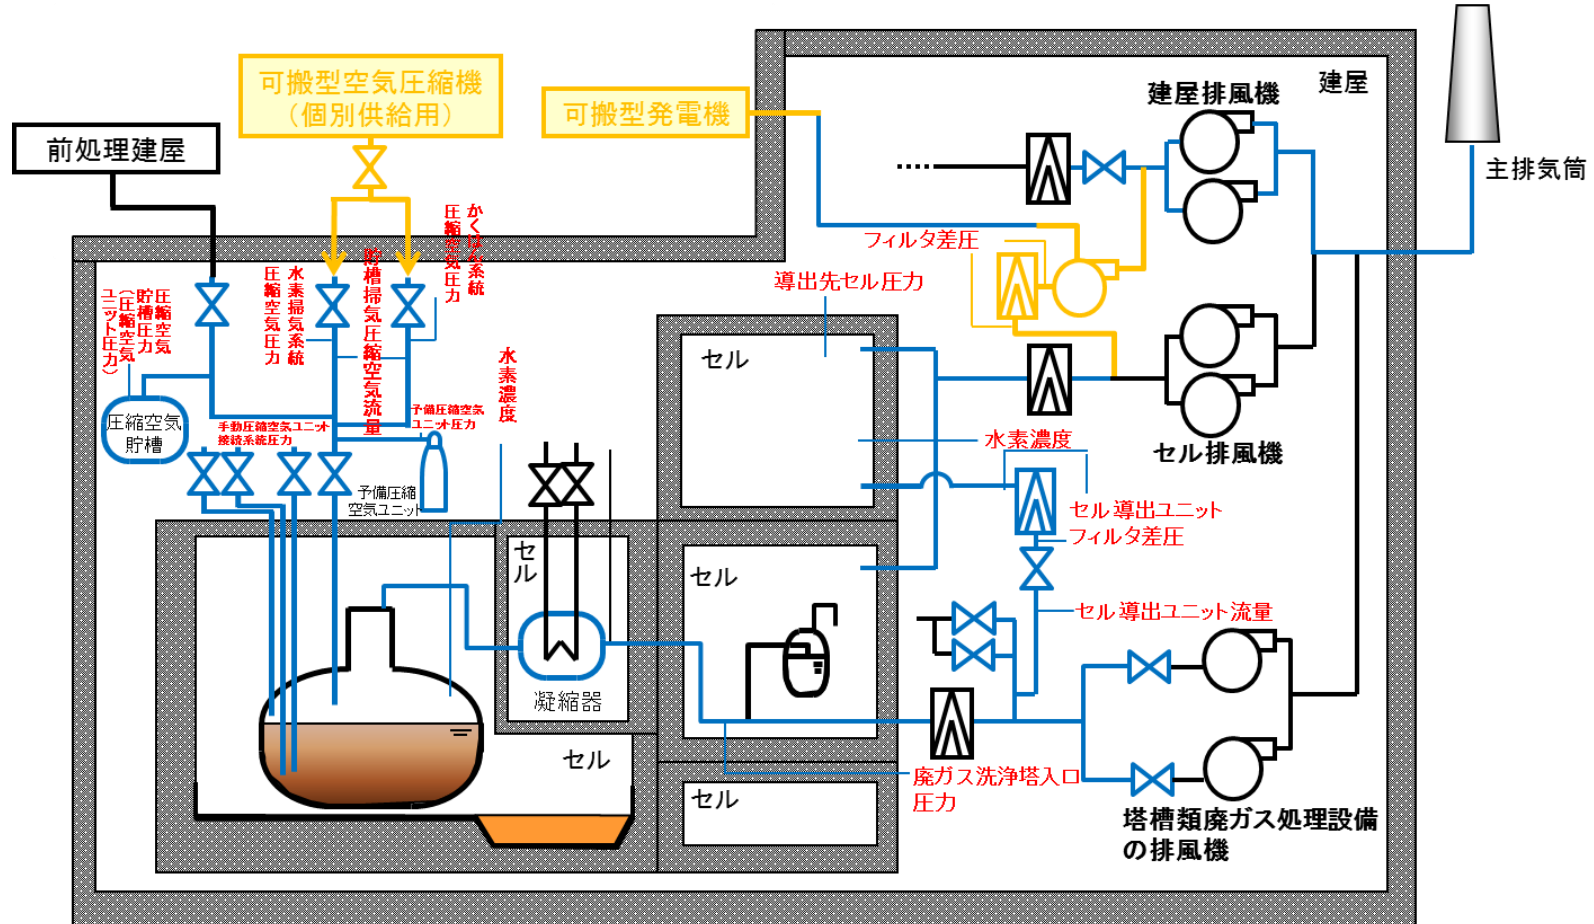 可搬型空気圧縮機
（個別供給用）
可搬型発電機
前処理建屋
建屋
建屋排風機
主排気筒
かくはん系統
圧縮空気圧力
貯槽掃気圧縮空気流量
水素掃気系統
圧縮空気圧力
圧縮空気
貯槽圧力
（圧縮空気
ユニット圧力）
フィルタ差圧
導出先セル圧力
水素濃度
セル
圧縮空気
貯槽
手動圧縮空気ユニット
接続系統圧力
予備圧縮空気
ユニット圧力
予備圧縮
空気ユニット
水素濃度
セル排風機
セル導出ユニット
フィルタ差圧
セル
セル
凝縮器
セル導出ユニット流量
セル
セル
廃ガス洗浄塔入口
圧力
塔槽類廃ガス処理設備
の排風機